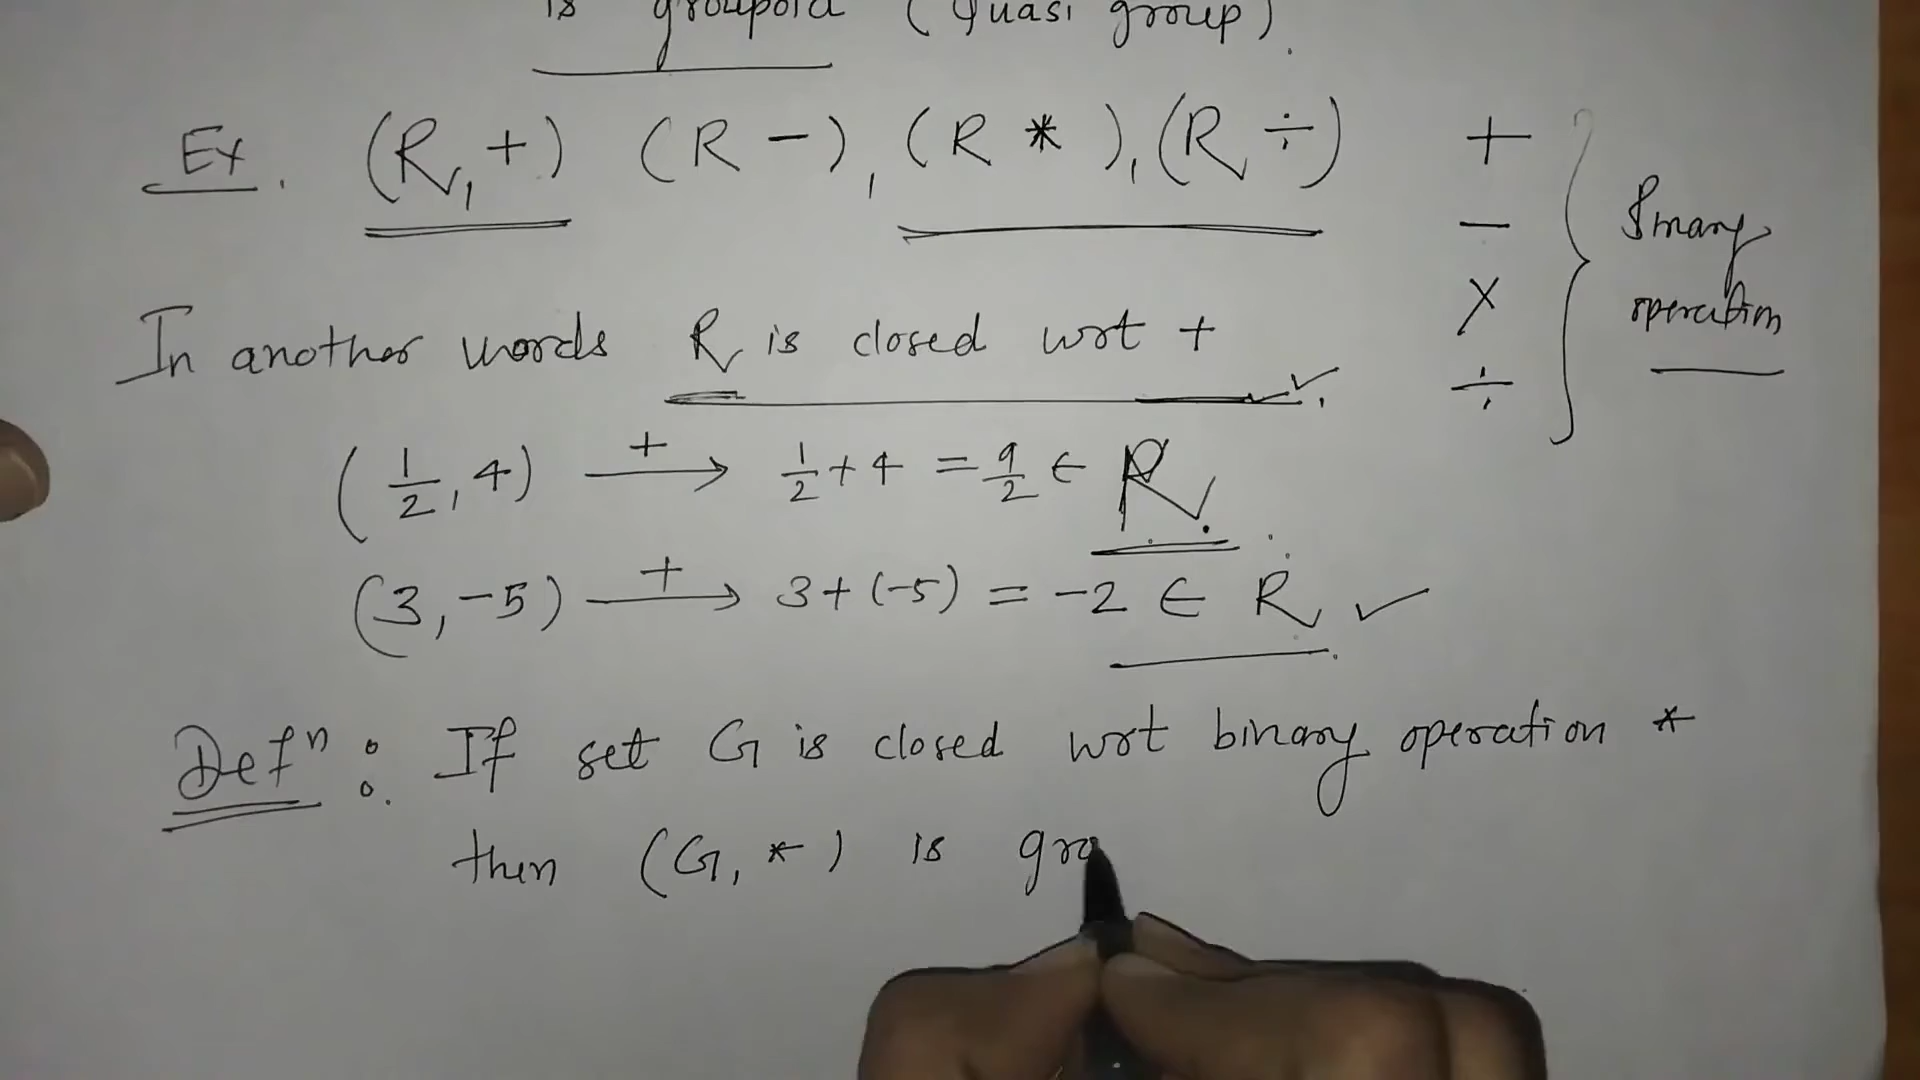 is groupoid (Quasi group).
Ex. (R, +) (R -), (R * ), (R, ÷)
+
-
×
÷
Binary
operation
In another words R is closed wrt +
(1/2, 4) + → 1/2 + 4 = 9/2 ∈ R.
(3, -5) + → 3 + (-5) = -2 ∈ R ✓
Defⁿ : If set G is closed wrt binary operation *
then (G, *) is gro